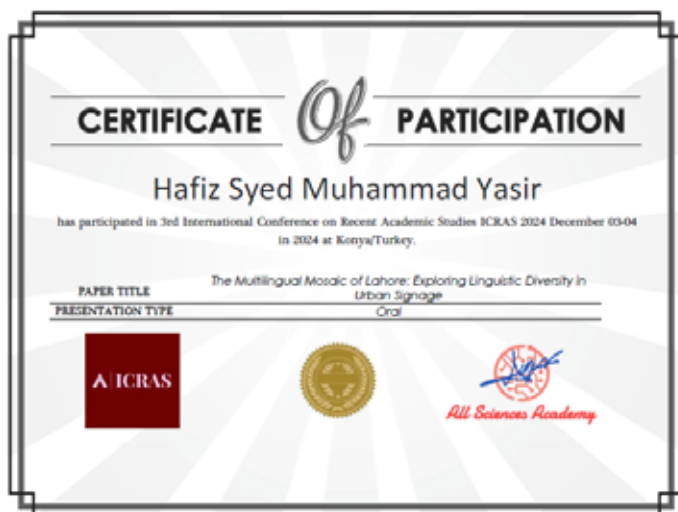 CERTIFICATE Of PARTICIPATION
Hafiz Syed Muhammad Yasir
has participated in 3rd International Conference on Recent Academic Studies ICRAS 2024 December 03-04
in 2024 at Konya/Turkey.
PAPER TITLE The Multilingual Mosaic of Lahore: Exploring Linguistic Diversity in
Urban Signage
PRESENTATION TYPE Oral
A ICRAS
All Sciences Academy